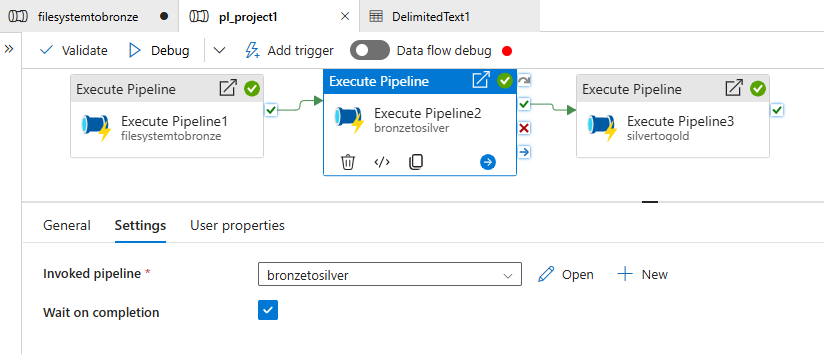 filesystemtobronze
pl_project1
DelimitedText1
Validate
Debug
Add trigger
Data flow debug
Execute Pipeline
Execute Pipeline1
filesystemtobronze
Execute Pipeline
Execute Pipeline2
bronzetosilver
Execute Pipeline
Execute Pipeline3
silvertogold
General
Settings
User properties
Invoked pipeline *
bronzetosilver
Open
New
Wait on completion